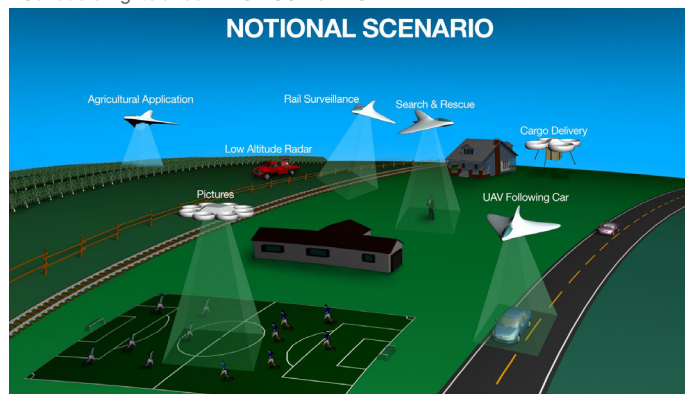 NOTIONAL SCENARIO
Agricultural Application
Rail Surveillance
Search & Rescue
Cargo Delivery
Low Altitude Radar
Pictures
UAV Following Car